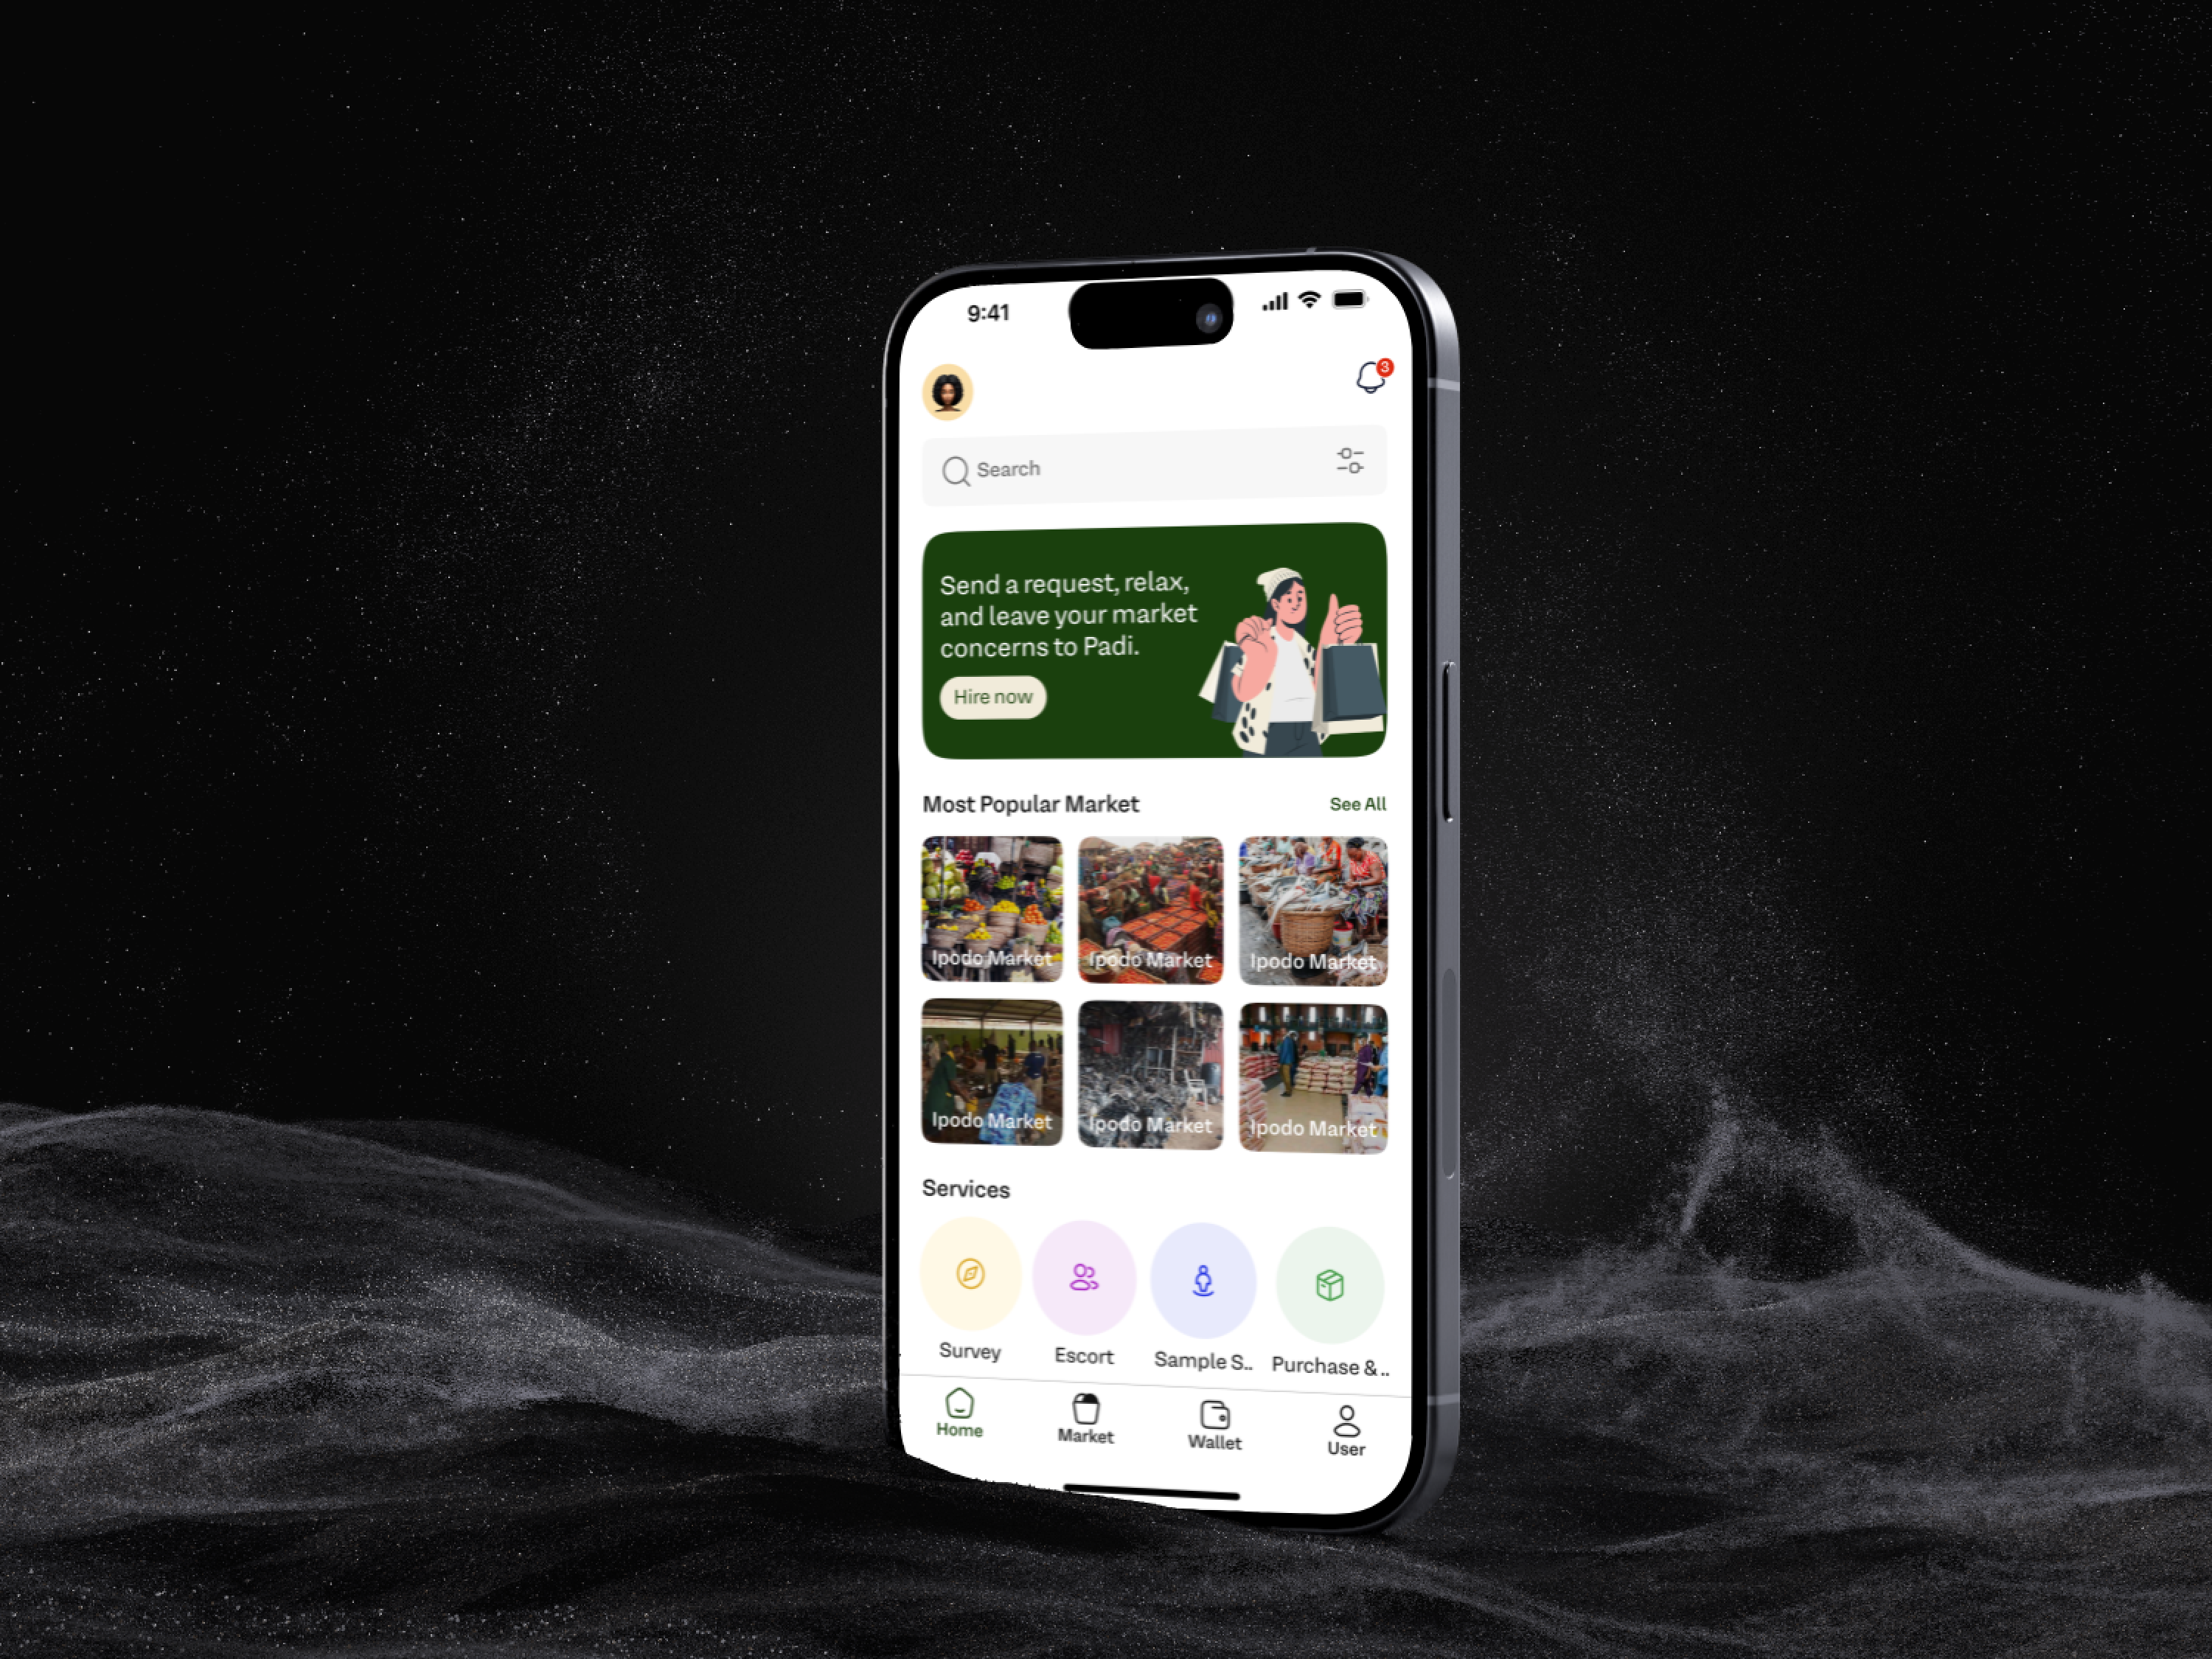 9:41
3
Search
Send a request, relax,
and leave your market
concerns to Padi.
Hire now
Most Popular Market
See All
Ipodo Market
Ipodo Market
Ipodo Market
Ipodo Market
Ipodo Market
Ipodo Market
Services
Survey
Escort
Sample S..
Purchase & ..
Home
Market
Wallet
User